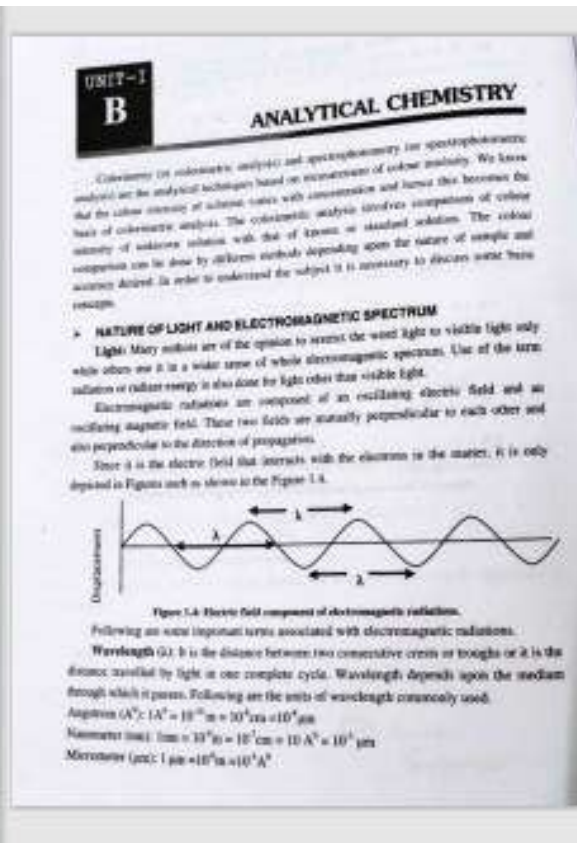 UNIT-I
B
ANALYTICAL CHEMISTRY
Colorimetry (or colorimetric analysis) and spectrophotometry (or spectrophotometric
analysis) are the analytical techniques based on measurement of colour intensity. We know
that the colour intensity of solution varies with concentration and hence this becomes the
basis of colorimetric analysis. The colorimetric analysis involves comparison of colour
intensity of unknown solution with that of known or standard solution. The colour
comparison can be done by different methods depending upon the nature of sample and
accuracy desired. In order to understand the subject it is necessary to discuss some basic
concepts.
NATURE OF LIGHT AND ELECTROMAGNETIC SPECTRUM
Light: Many authors are of the opinion to restrict the word light to visible light only
while others use it in a wider sense of whole electromagnetic spectrum. Use of the term
radiation or radiant energy is also done for light other than visible light.
Electromagnetic radiations are composed of an oscillating electric field and an
oscillating magnetic field. These two fields are mutually perpendicular to each other and
also perpendicular to the direction of propagation.
Since it is the electric field that interacts with the electrons in the matter, it is only
depicted in Figures such as shown in the Figure 1.4.
λ
λ
λ
Displacement
Figure 1.4: Electric field component of electromagnetic radiations.
Following are some important terms associated with electromagnetic radiations.
Wavelength (λ): It is the distance between two consecutive crests or troughs or it is the
distance travelled by light in one complete cycle. Wavelength depends upon the medium
through which it passes. Following are the units of wavelength commonly used.
Angstrom (A°): 1A° =
Nanometer (nm): 1nm =
Micrometer (μm): 1 μm =